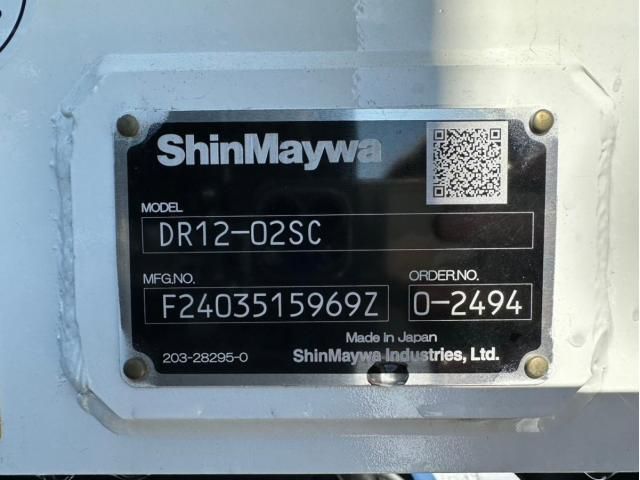 ShinMaywa
MODEL
DR12-02SC
MFG.NO. ORDER.NO.
F2403515969Z 0-2494
Made in Japan
203-28295-0 ShinMaywa Industries, Ltd.